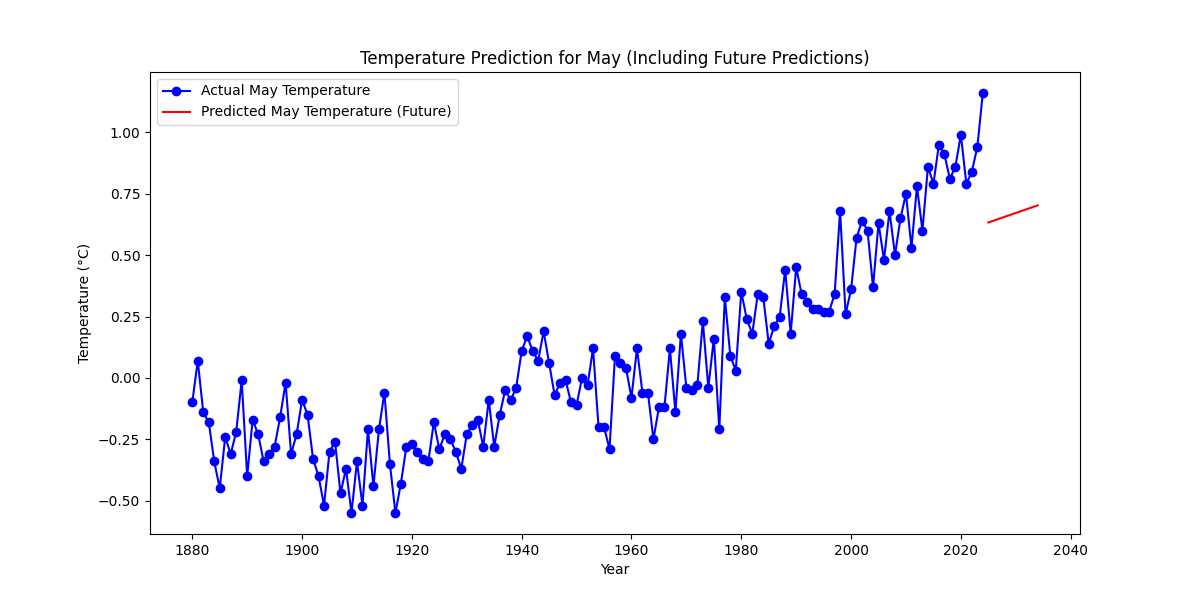 Temperature Prediction for May (Including Future Predictions)
Actual May Temperature
Predicted May Temperature (Future)
Temperature (°C)
1.00
0.75
0.50
0.25
0.00
−0.25
−0.50
1880 1900 1920 1940 1960 1980 2000 2020 2040
Year